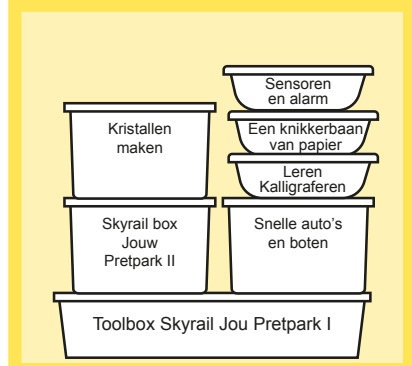 Sensoren
en alarm
Kristallen
maken
Een knikkerbaan
van papier
Leren
Kalligraferen
Skyrail box
Jouw
Pretpark II
Snelle auto's
en boten
Toolbox Skyrail Jou Pretpark I